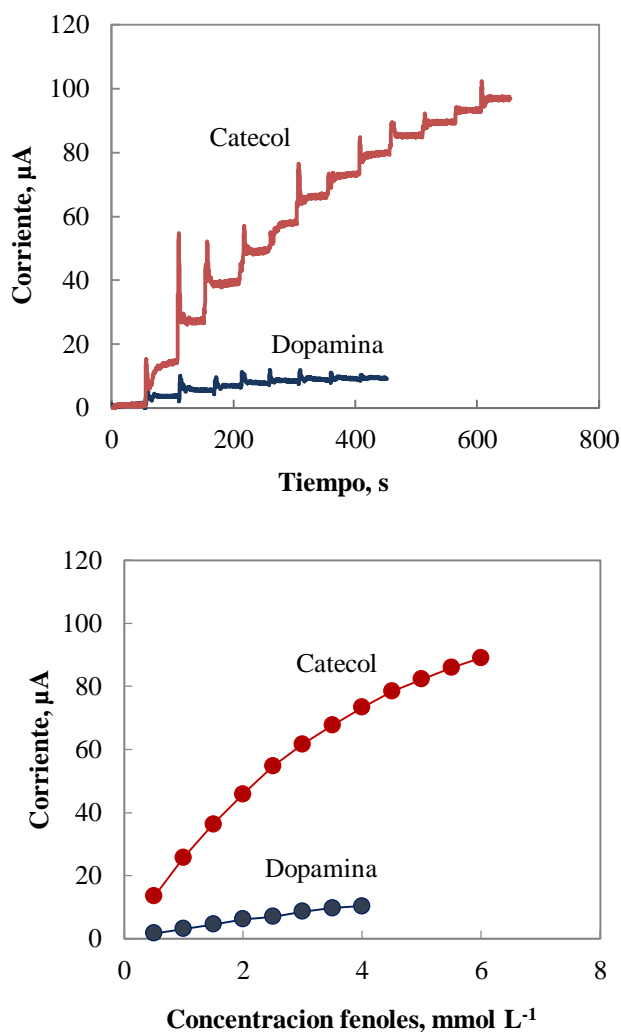 120
100
80
60
40
20
0
Corriente, µA
Catecol
Dopamina
0 200 400 600 800
Tiempo, s
120
100
80
60
40
20
0
Corriente, µA
Catecol
Dopamina
0 2 4 6 8
Concentracion fenoles, mmol L⁻¹